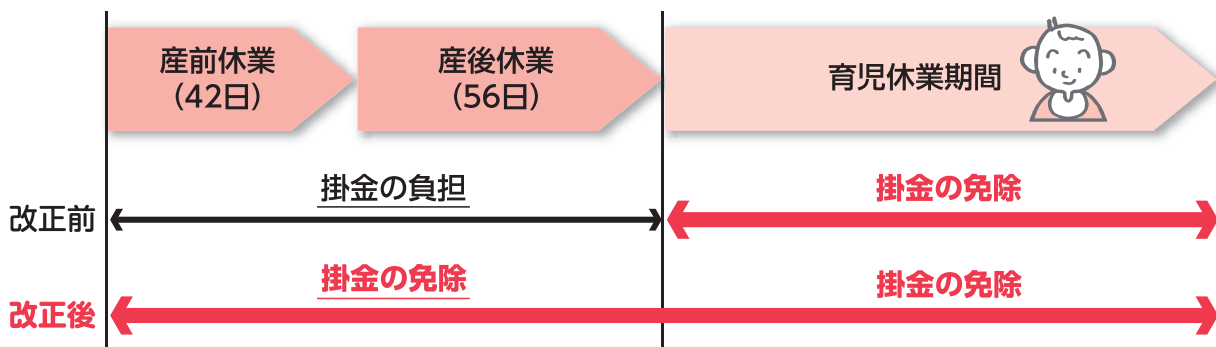 産前休業
(42日)
産後休業
(56日)
育児休業期間
改正前
掛金の負担
掛金の免除
改正後
掛金の免除
掛金の免除